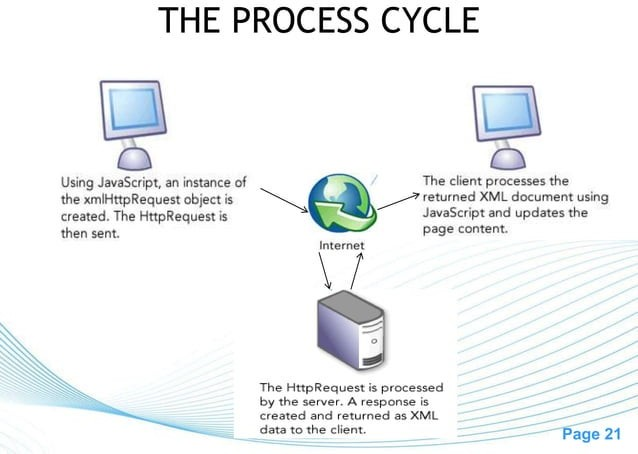 THE PROCESS CYCLE
Using JavaScript, an instance of
the xmlHttpRequest object is
created. The HttpRequest is
then sent.
The client processes the
returned XML document using
JavaScript and updates the
page content.
Internet
The HttpRequest is processed
by the server. A response is
created and returned as XML
data to the client.
Page 21